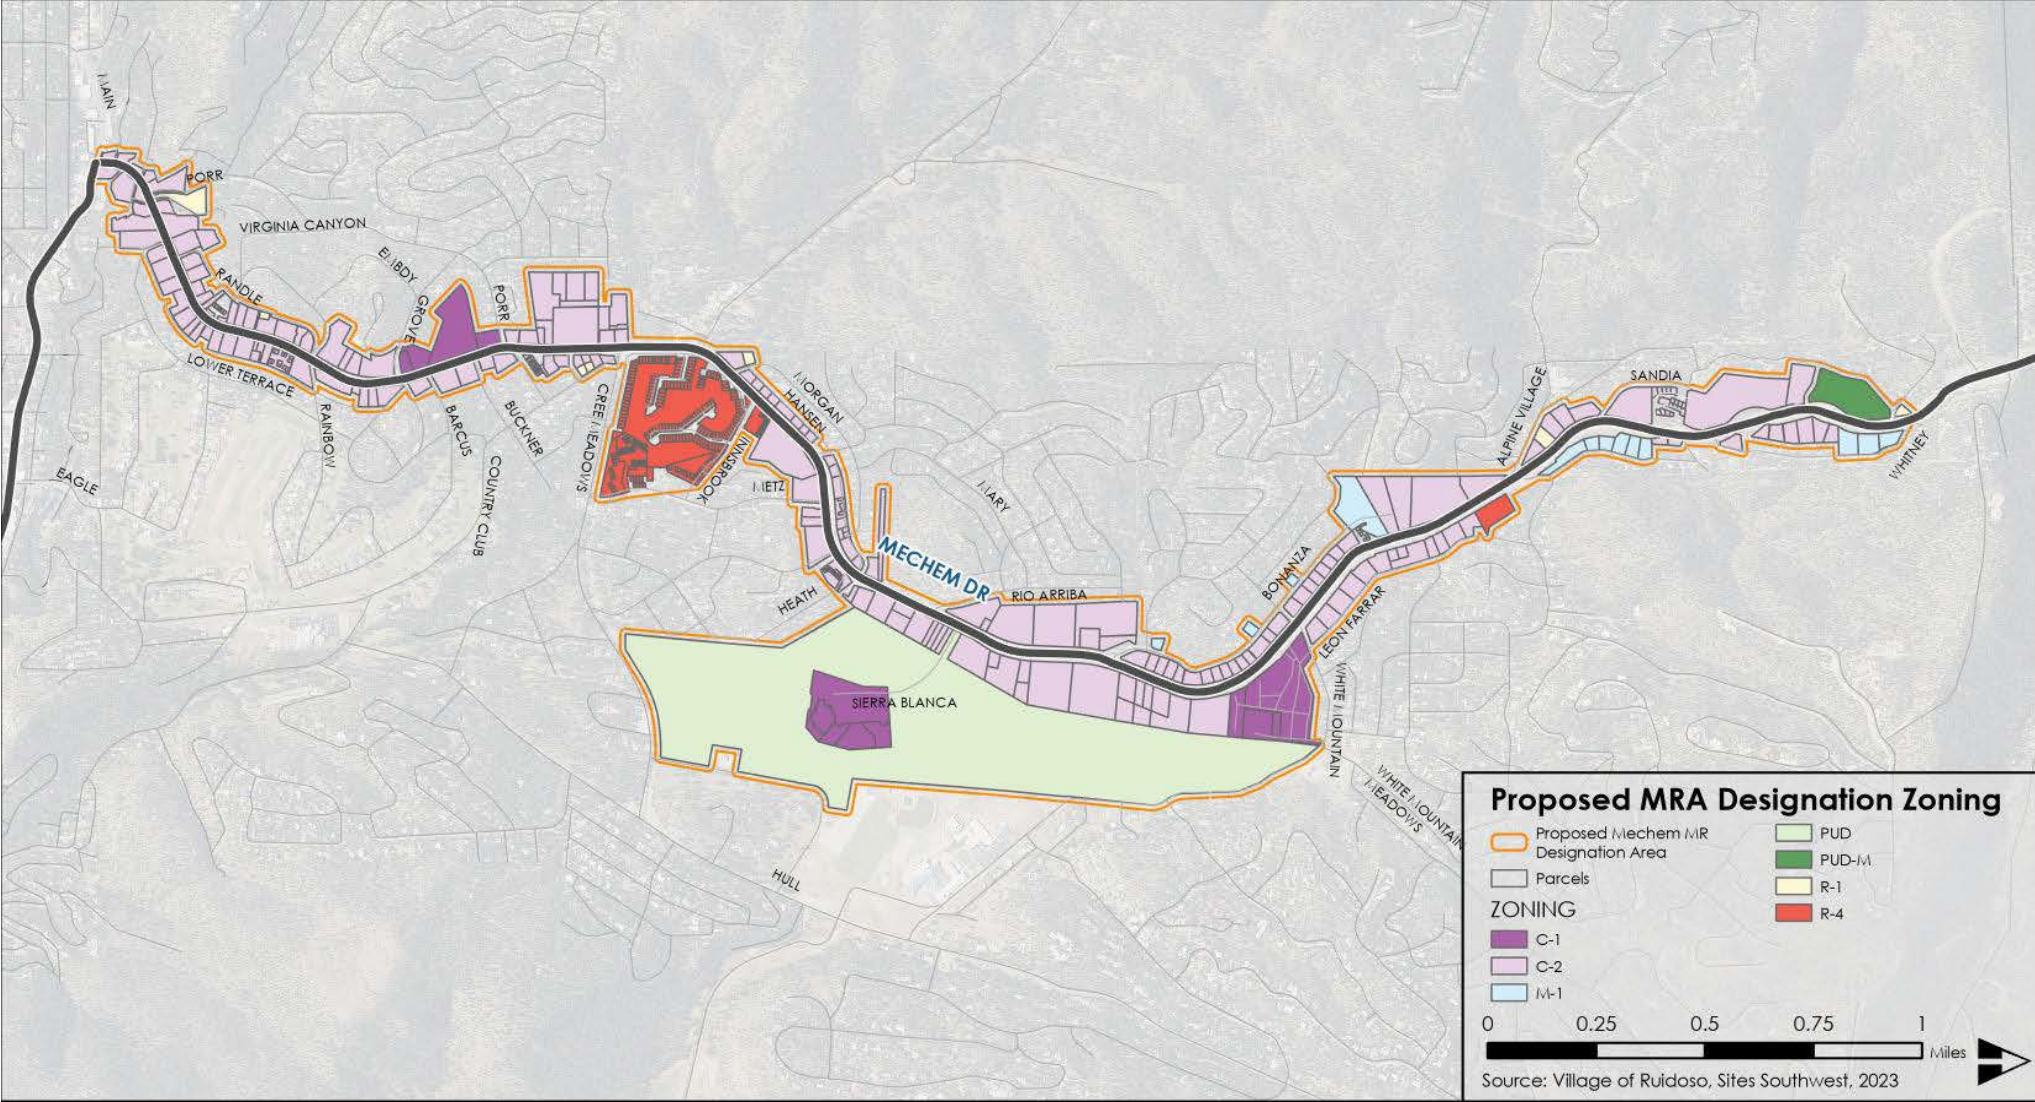 MAIN
PORR
VIRGINIA CANYON
EMBDY
RANDLE
GROVE
PORR
LOWER TERRACE
RAINBOW
BARCUS
BUCKNER
COUNTRY CLUB
CREE MEADOWS
EAGLE
MORGAN
HANSEN
INNSBROOK
METZ
MARY
MECHEM DR
HEATH
RIO ARRIBA
BONANZA
LEON FARRAR
ALPINE VILLAGE
SANDIA
WHITNEY
SIERRA BLANCA
WHITE MOUNTAIN
WHITE MOUNTAIN
MEADOWS
HULL
Proposed MRA Designation Zoning
Proposed Mechem MR
Designation Area
Parcels
ZONING
C-1
C-2
M-1
PUD
PUD-M
R-1
R-4
0 0.25 0.5 0.75 1
Miles
Source: Village of Ruidoso, Sites Southwest, 2023